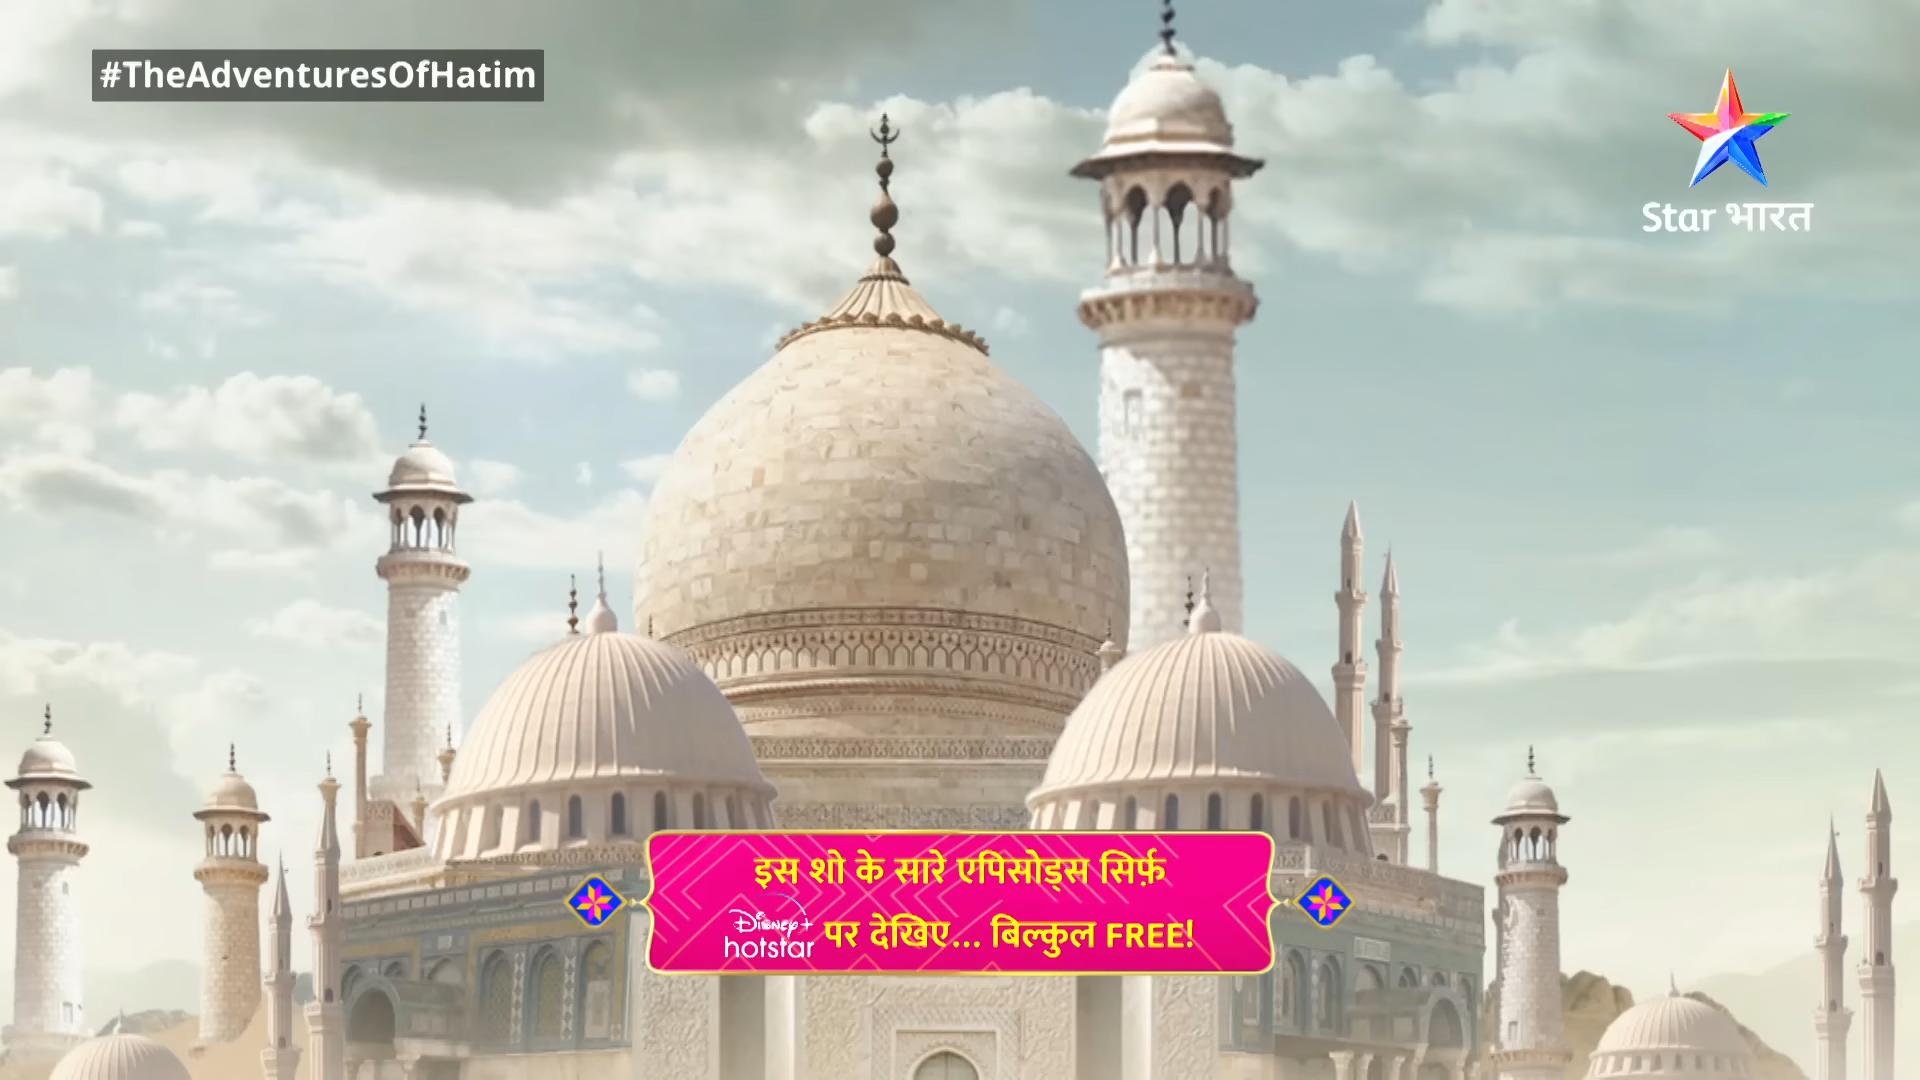 #TheAdventuresOfHatim
Star भारत
इस शो के सारे एपिसोड्स सिर्फ़
Disney+ hotstar पर देखिए... बिल्कुल FREE!